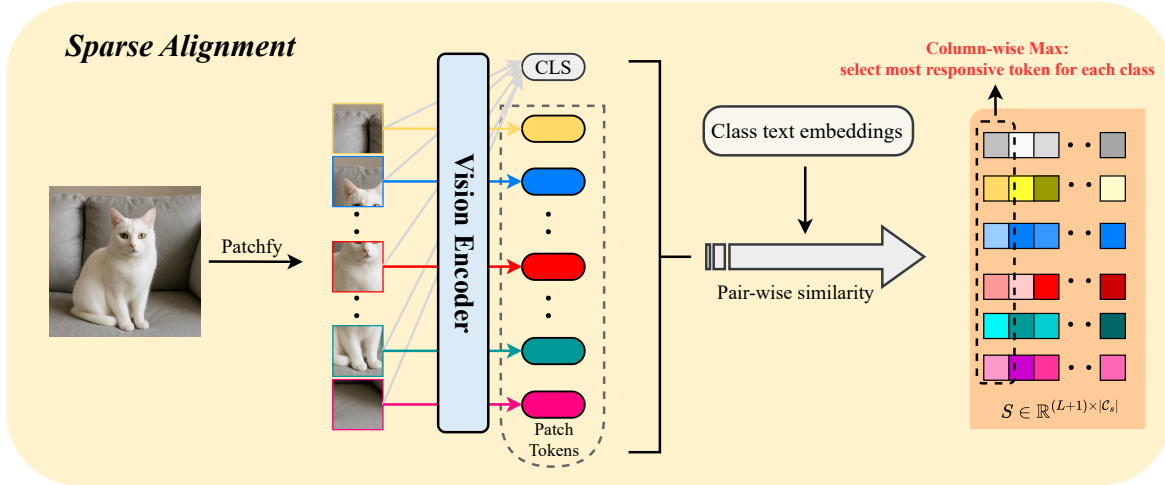 Sparse Alignment
Column-wise Max:
select most responsive token for each class
CLS
Class text embeddings
Vision Encoder
Patchfy
Pair-wise similarity
Patch
Tokens
S ∈ ℝ^{(L+1)×|𝒞_s|}